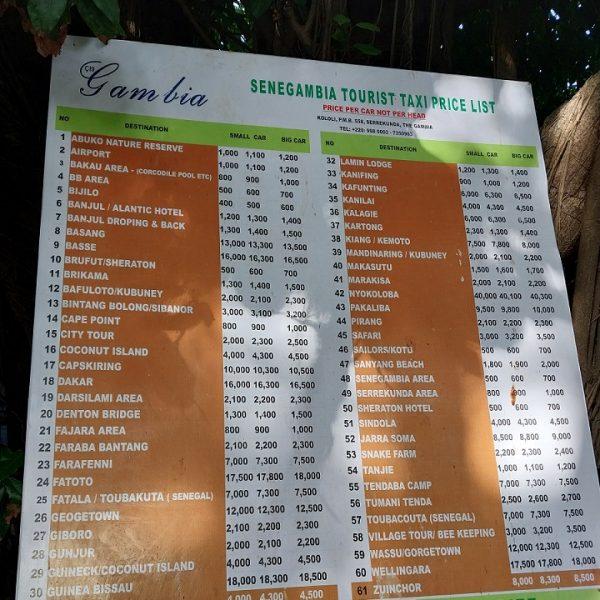 Gambia
SENEGAMBIA TOURIST TAXI PRICE LIST
PRICE PER CAR NOT PER HEAD
KOLOLI, P.M.B. 558, SERREKUNDA, THE GAMBIA
NO DESTINATION SMALL CAR BIG CAR
1 ABUKO NATURE RESERVE
2 AIRPORT 1,000 1,100 1,200
3 BAKAU AREA - (CORCODILE POOL ETC) 800 900 1,000
4 BB AREA 500 600 700
5 BIJILO 400 500 600
6 BANJUL / ALANTIC HOTEL 1,200 1,300 1,400
7 BANJUL DROPING & BACK 1,300 1,400 1,500
8 BASANG 13,000 13,300 13,500
9 BASSE 16,000 16,300 16,500
10 BRUFUT/SHERATON 500 600 700
11 BRIKAMA 1,300 1,400 1,500
12 BAFULOTO/KUBUNEY 2,000 2,100 2,300
13 BINTANG BOLONG/SIBANOR 3,000 3,100 3,200
14 CAPE POINT 800 900 1,000
15 CITY TOUR 2,000 2,200 2,500
16 COCONUT ISLAND 4,000 4,300 4,500
17 CAPSKIRING 10,000 10,300 10,500
18 DAKAR 16,000 16,300 16,500
19 DARSILAMI AREA 2,000 2,100 2,200
20 DENTON BRIDGE 1,300 1,400 1,500
21 FAJARA AREA 800 900 1,000
22 FARABA BANTANG 2,100 2,200 2,300
23 FARAFENNI 7,000 7,300 7,500
24 FATOTO 17,500 17,800 18,000
25 FATALA / TOUBAKUTA ( SENEGAL) 7,000 7,300 7,500
26 GEOGETOWN 12,000 12,300 12,500
27 GIBORO 2,100 2,200 2,300
28 GUNJUR 2,000 2,100 2,200
29 GUINECK/COCONUT ISLAND 4,000 4,300 4,500
30 GUINEA BISSAU 18,000 18,300 18,500
4,000 4,300 4,500
NO DESTINATION SMALL CAR BIG CAR
32 LAMIN LODGE 1,200 1,300 1,400
33 KANIFING
34 KAFUNTING 800 900 1,000
35 KANILAI 6,000 6,300 6,500
36 KALAGIE 4,000 4,300 4,500
37 KARTONG 2,300 1,300 1,400
38 KIANG / KEMOTO 7,500 7,800 8,000
39 MANDINARING / KUBUNEY 2,000 2,100 2,200
40 MAKASUTU 1,500 1,600 1,700
41 MARAKISA 2,000 2,100 2,200
42 NYOKOLOBA 40,000 40,100 40,300
43 PAKALIBA 9,500 9,800 10,000
44 PIRANG 2,000 2,100 2,200
45 SAFARI 3,000 3,200 3,500
46 SAILORS/KOTU 500 600 700
47 SANYANG BEACH 1,800 1,900 2,000
48 SENEGAMBIA AREA 500 600 700
49 SERREKUNDA AREA 800 900 1,000
50 SHERATON HOTEL 500 600 700
51 SINDOLA 4,000 4,300 4,500
52 JARRA SOMA 8,500 8,800 9,000
53 SNAKE FARM 2,200 2,300 2,400
54 TANJIE 1,000 1,100 1,200
55 TENDABA CAMP 7,000 7,300 7,500
56 TUMANI TENDA 2,500 2,600 2,700
57 TOUBACOUTA (SENEGAL) 7,000 7,300 7,500
58 VILLAGE TOUR/ BEE KEEPING 3,000 3,200 3,500
59 WASSU/GORGETOWN 12,000 12,300 12,500
60 WELLINGARA 17,500 17,800 18,000
61 ZUINCHOR 8,000 8,300 8,500